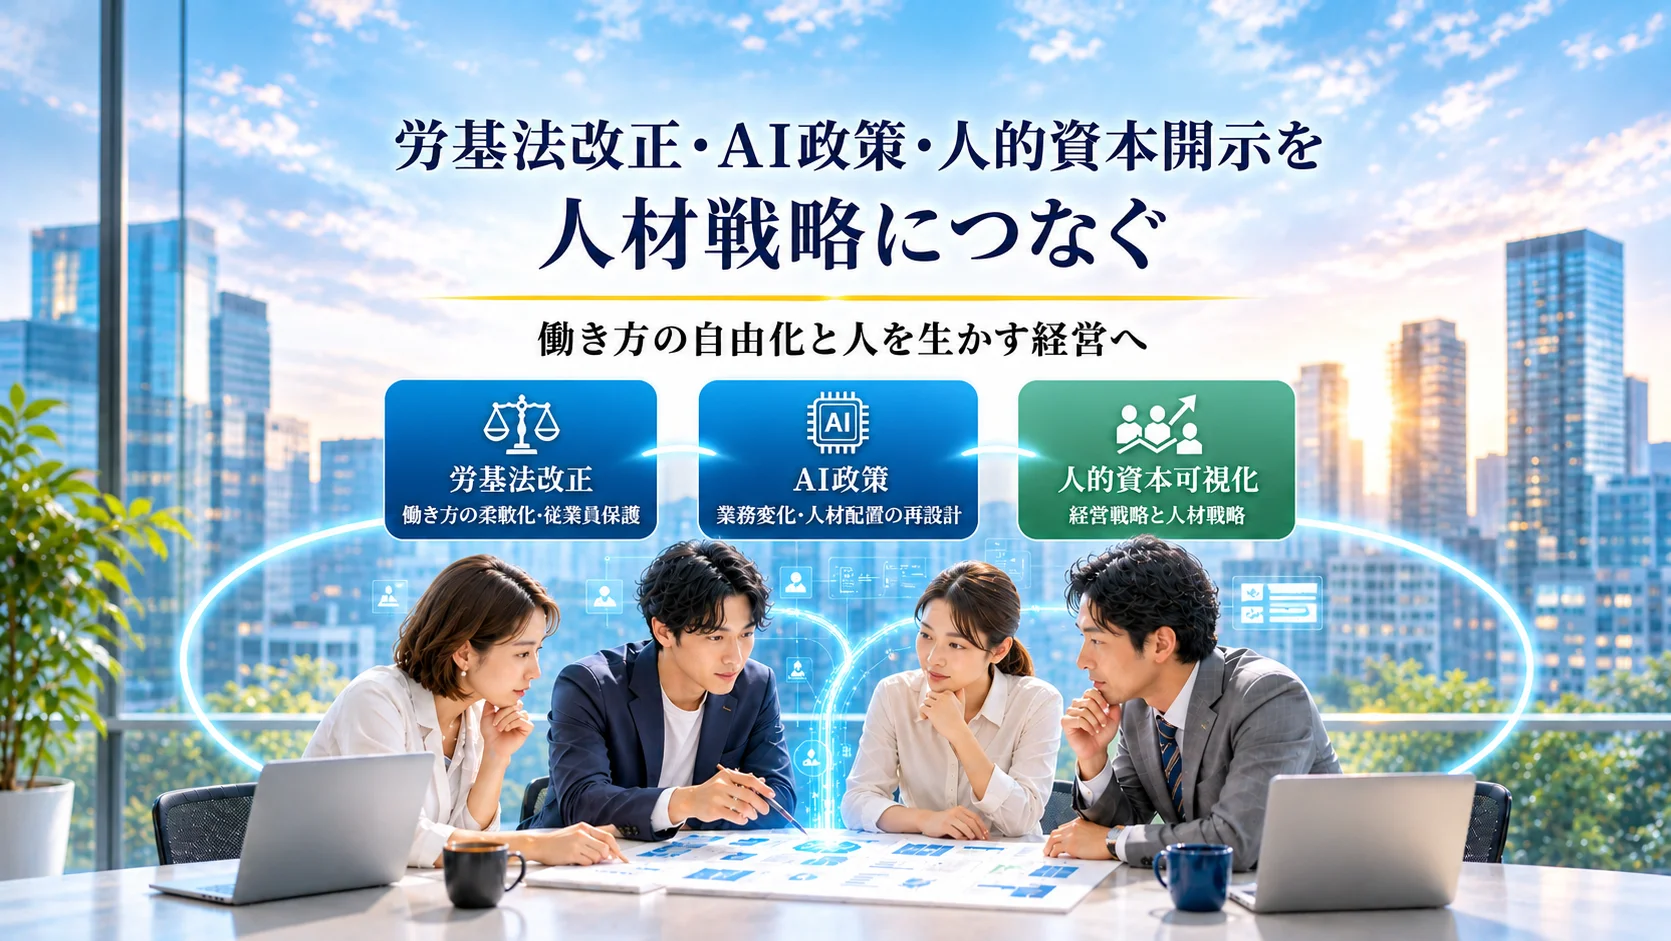 労基法改正・AI政策・人的資本開示を
人材戦略につなぐ
働き方の自由化と人を生かす経営へ
労基法改正
働き方の柔軟化・従業員保護
AI
AI政策
業務変化・人材配置の再設計
人的資本可視化
経営戦略と人材戦略